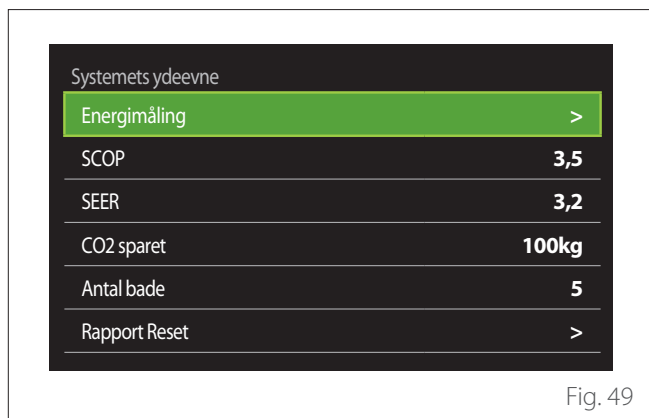 Systemets ydeevne
Energimåling >
SCOP 3,5
SEER 3,2
CO2 sparet 100kg
Antal bade 5
Rapport Reset >
Fig. 49